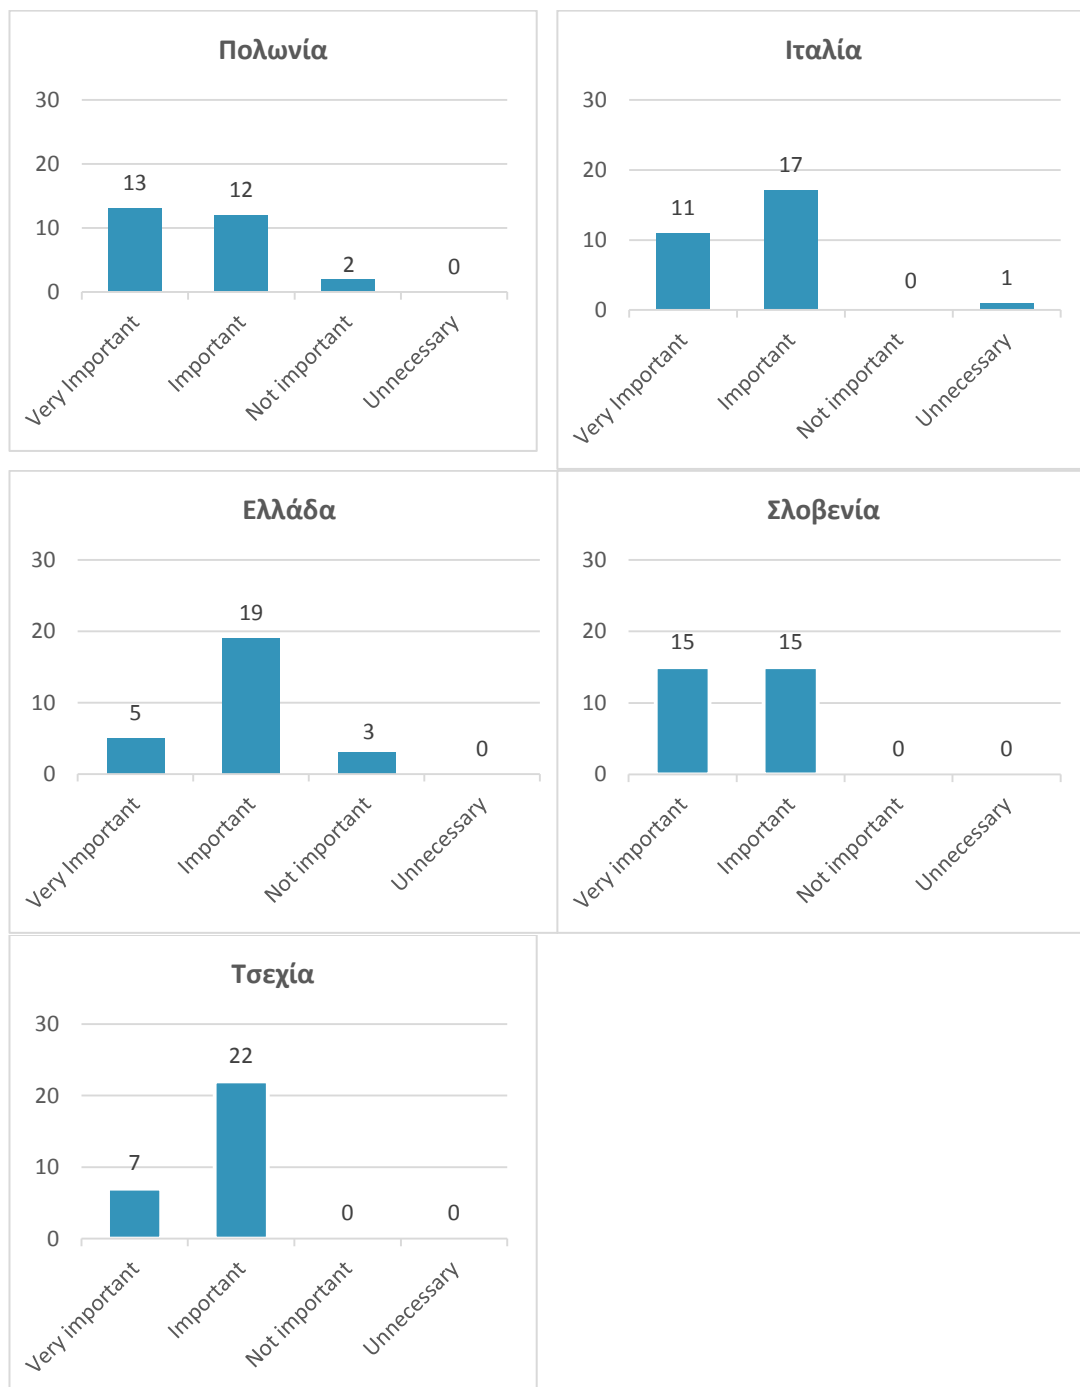 Πολωνία
30
20
10
0
13
12
2
0
Very Important
Important
Not important
Unnecessary
Ιταλία
30
20
10
0
11
17
0
1
Very Important
Important
Not important
Unnecessary
Ελλάδα
30
20
10
0
5
19
3
0
Very Important
Important
Not important
Unnecessary
Σλοβενία
30
20
10
0
15
15
0
0
Very important
Important
Not important
Unnecessary
Τσεχία
30
20
10
0
7
22
0
0
Very important
Important
Not important
Unnecessary